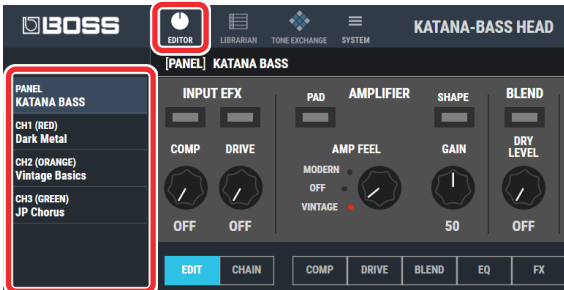 BOSS
EDITOR
LIBRARIAN
TONE EXCHANGE
SYSTEM
KATANA-BASS HEAD
[PANEL] KATANA BASS
PANEL
KATANA BASS
CH1 (RED)
Dark Metal
CH2 (ORANGE)
Vintage Basics
CH3 (GREEN)
JP Chorus
INPUT EFX
COMP
DRIVE
OFF
OFF
AMPLIFIER
PAD
SHAPE
AMP FEEL
MODERN
OFF
VINTAGE
GAIN
50
BLEND
DRY
LEVEL
OFF
EDIT
CHAIN
COMP
DRIVE
BLEND
EQ
FX